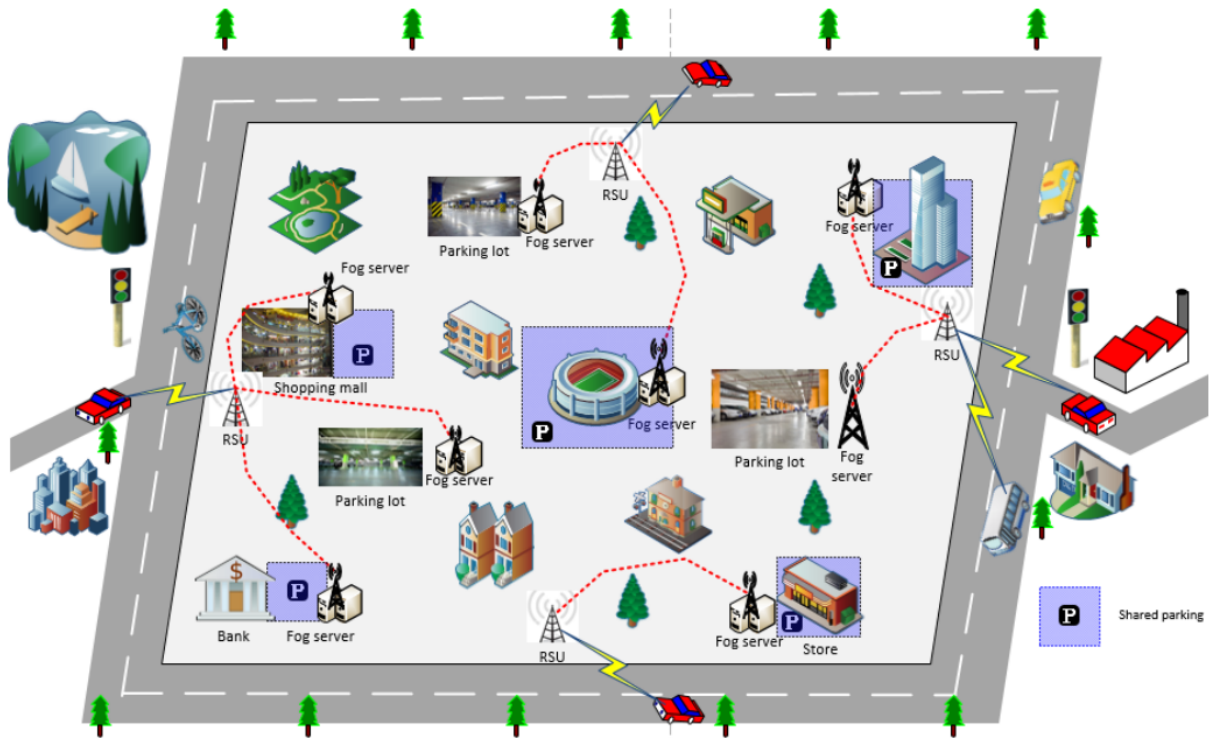 RSU
Parking lot
Fog server
Fog server
P
Fog server
P
Shopping mall
RSU
RSU
P
Fog server
Parking lot
Fog
server
Parking lot
Fog server
$
P
Bank
Fog server
RSU
Fog server
P
Store
P
Shared parking